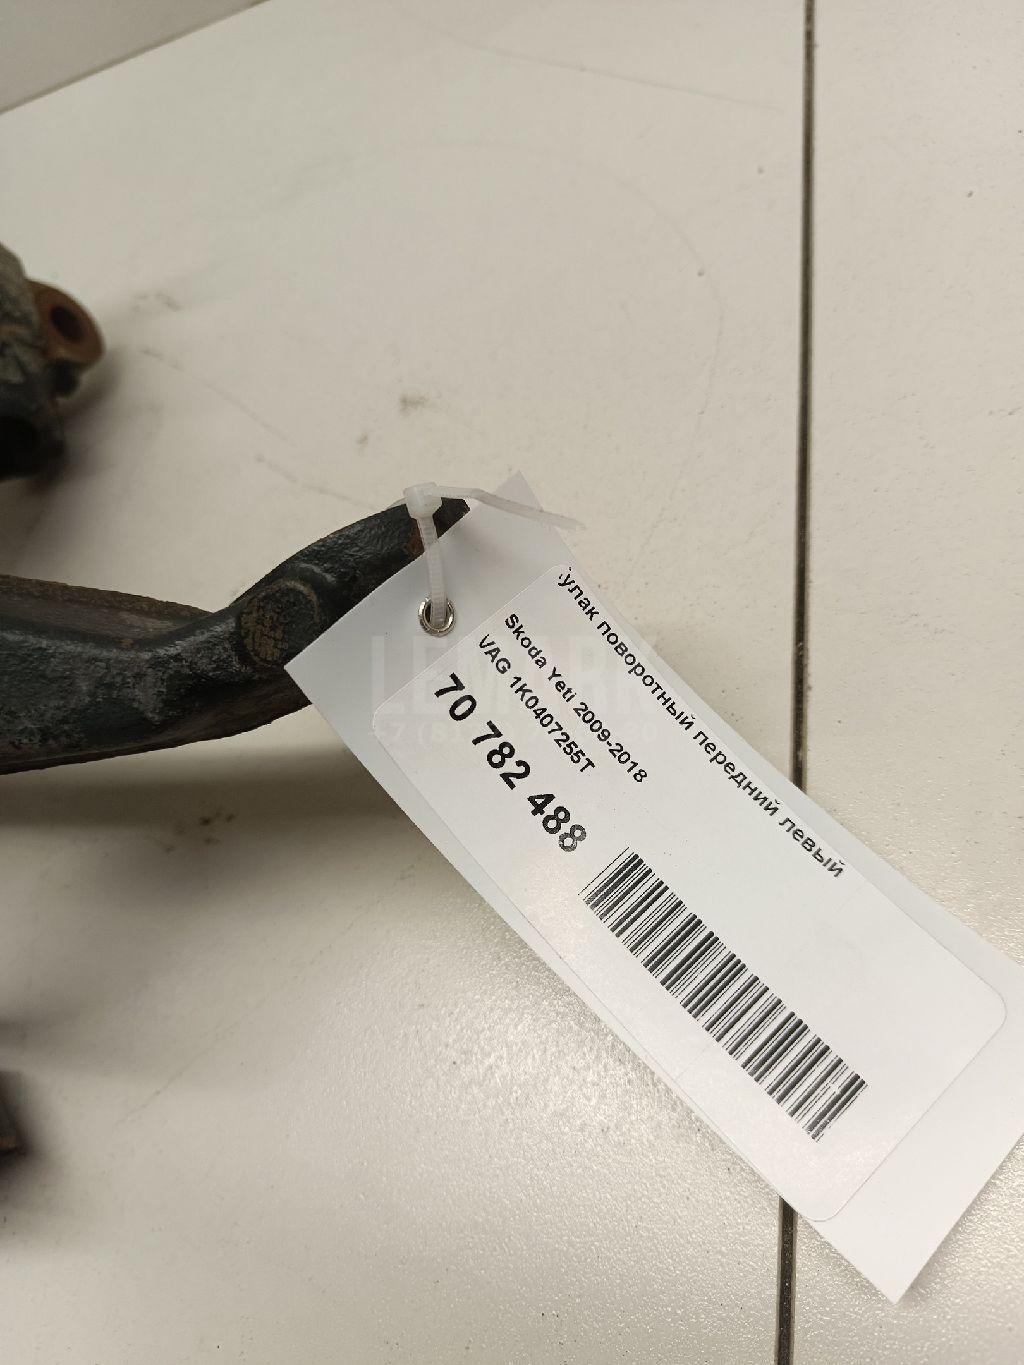 улак поворотный передний левый
Skoda Yeti 2009-2018
VAG 1K0407255T
70 782 488